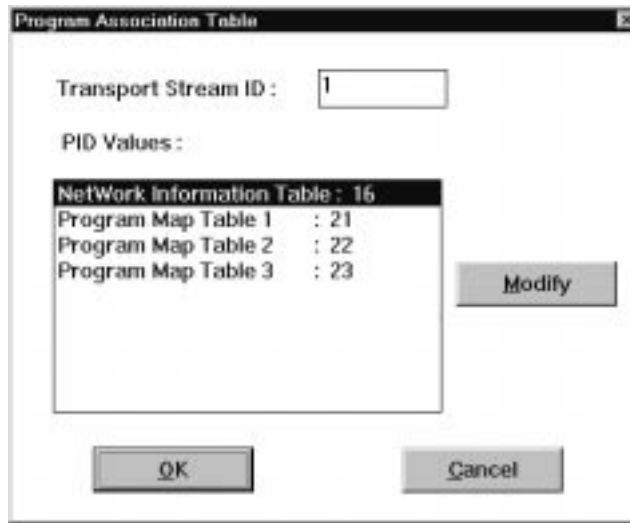 Program Association Table
Transport Stream ID : 1
PID Values :
NetWork Information Table : 16
Program Map Table 1 : 21
Program Map Table 2 : 22
Program Map Table 3 : 23
Modify
OK
Cancel